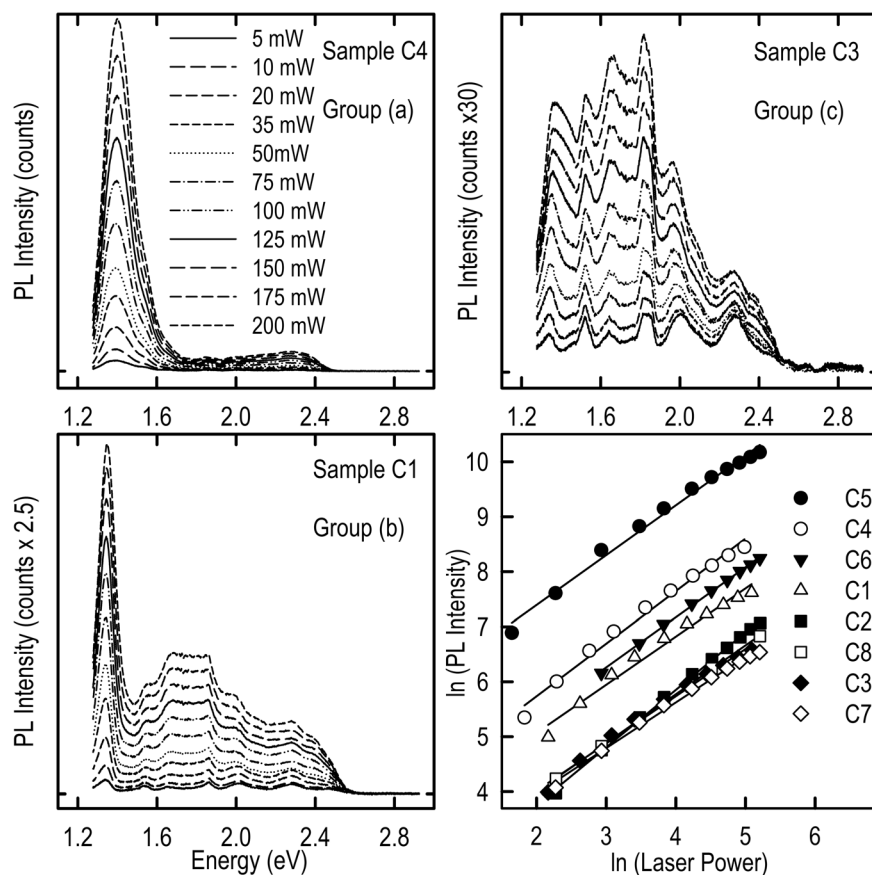 PL Intensity (counts)
Sample C4
Group (a)
5 mW
10 mW
20 mW
35 mW
50mW
75 mW
100 mW
125 mW
150 mW
175 mW
200 mW
1.2 1.6 2.0 2.4 2.8
PL Intensity (counts x30)
Sample C3
Group (c)
1.2 1.6 2.0 2.4 2.8
PL Intensity (counts x 2.5)
Sample C1
Group (b)
1.2 1.6 2.0 2.4 2.8
Energy (eV)
ln (PL Intensity)
10
9
8
7
6
5
4
C5
C4
C6
C1
C2
C8
C3
C7
2 3 4 5 6
ln (Laser Power)